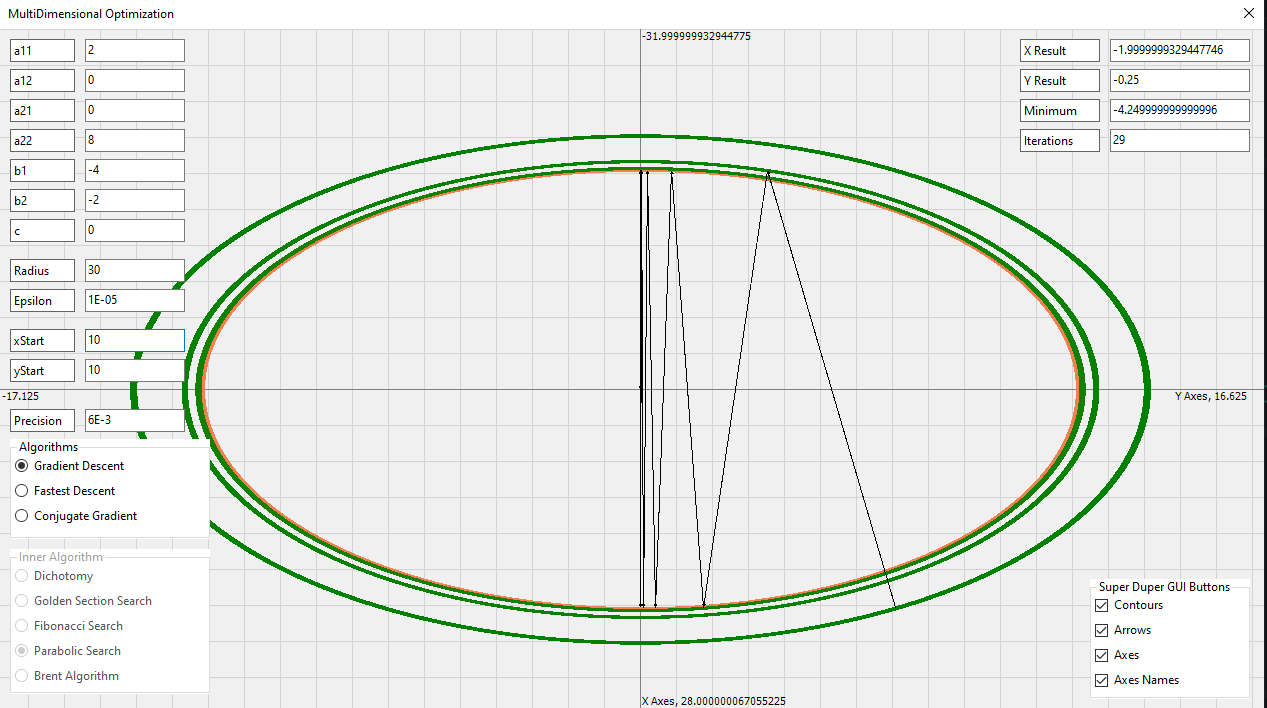 MultiDimensional Optimization
-31.999999932944775
a11 2
a12 0
a21 0
a22 8
b1 -4
b2 -2
c 0
Radius 30
Epsilon 1E-05
xStart 10
yStart 10
-17.125
Precision 6E-3
Algorithms
Gradient Descent
Fastest Descent
Conjugate Gradient
Inner Algorithm
Dichotomy
Golden Section Search
Fibonacci Search
Parabolic Search
Brent Algorithm
X Result -1.9999999329447746
Y Result -0.25
Minimum -4.249999999999996
Iterations 29
Y Axes, 16.625
X Axes, 28.000000067055225
Super Duper GUI Buttons
Contours
Arrows
Axes
Axes Names